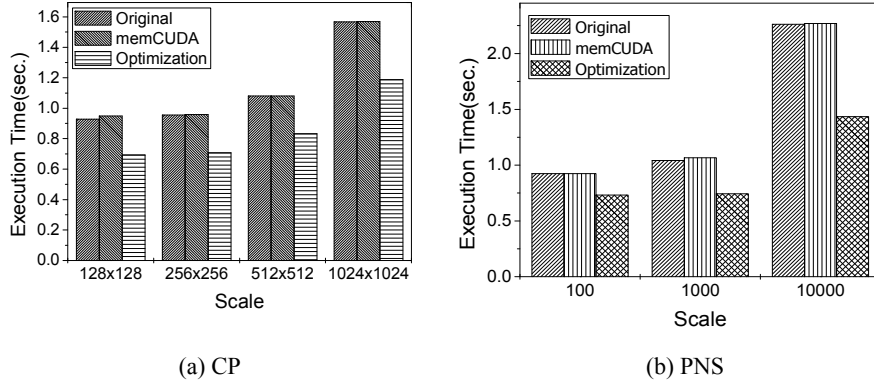 Execution Time(sec.)
1.6
1.4
1.2
1.0
0.8
0.6
0.4
0.2
0.0
Original
memCUDA
Optimization
128x128 256x256 512x512 1024x1024
Scale
(a) CP
Execution Time(sec.)
2.0
1.5
1.0
0.5
0.0
Original
memCUDA
Optimization
100 1000 10000
Scale
(b) PNS